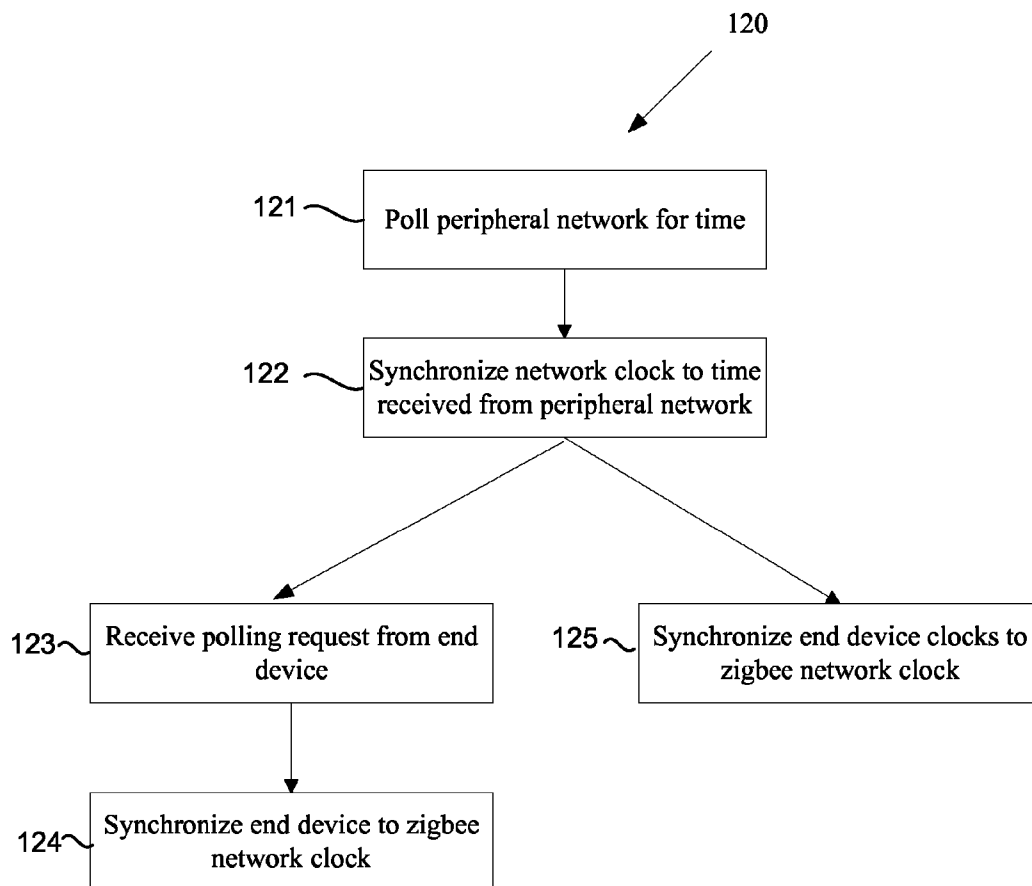 120
121
Poll peripheral network for time
122
Synchronize network clock to time
received from peripheral network
123
Receive polling request from end
device
125
Synchronize end device clocks to
zigbee network clock
124
Synchronize end device to zigbee
network clock